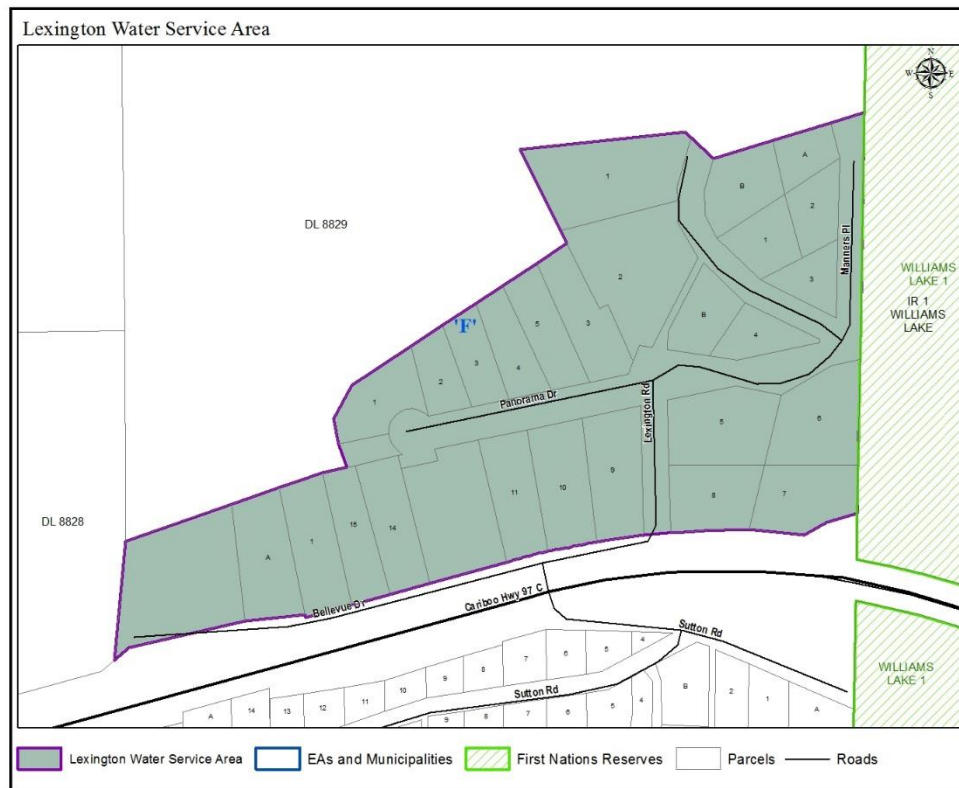 Lexington Water Service Area
N
W E
S
A
1
B
2
DL 8829
1
Manners Pl
2
WILLIAMS
LAKE 1
3
IR 1
WILLIAMS
LAKE
'F'
5
3
B
4
3
4
2
1
Panorama Dr
Lexington Rd
5
6
9
11
10
8
7
15
14
1
A
DL 8828
Bellevue Dr
Cariboo Hwy 97 C
Sutton Rd
4
5
6
7
8
9
10
11
12
13
14
A
Sutton Rd
9
8
7
6
5
4
B
2
1
A
WILLIAMS
LAKE 1
Lexington Water Service Area
EAs and Municipalities
First Nations Reserves
Parcels
Roads